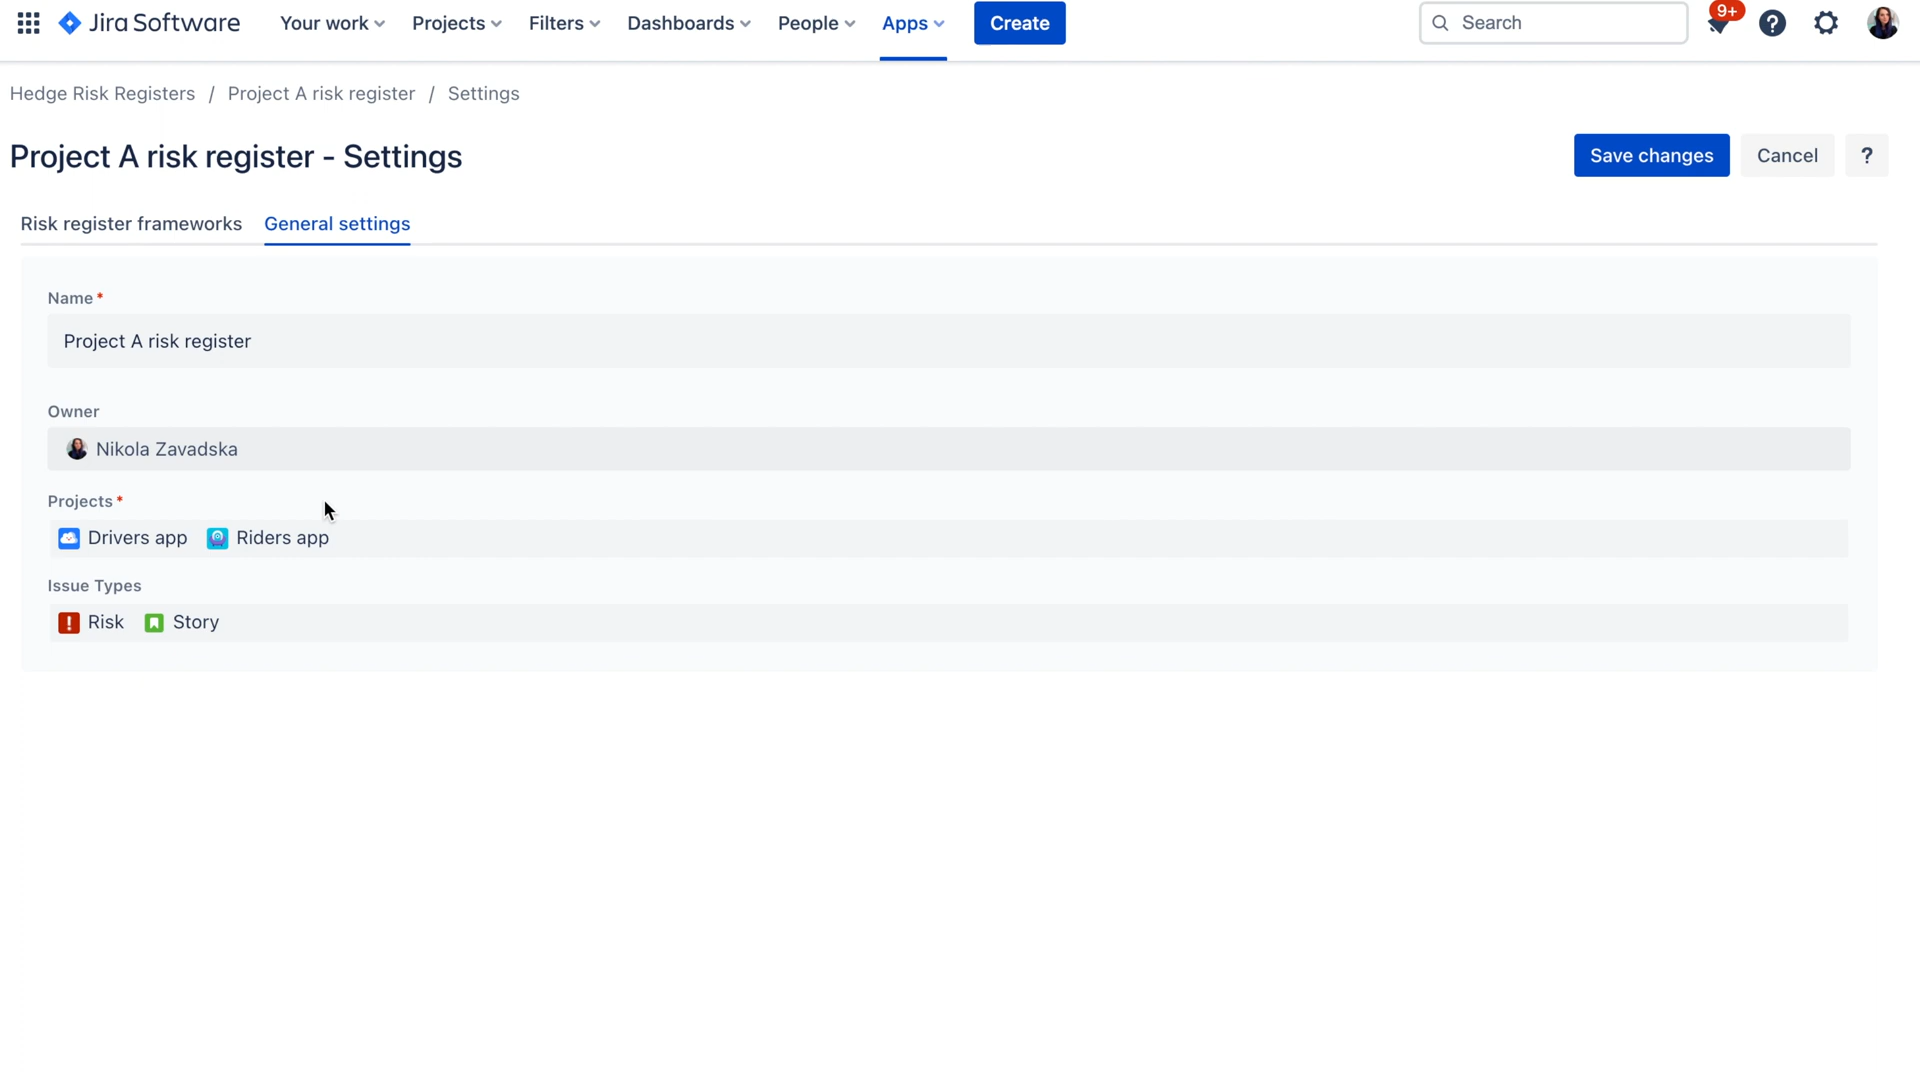 Jira Software Your work Projects Filters Dashboards People Apps Create Search 9+ ?
Hedge Risk Registers / Project A risk register / Settings
Project A risk register - Settings Save changes Cancel ?
Risk register frameworks General settings
Name *
Project A risk register
Owner
Nikola Zavadska
Projects *
Drivers app Riders app
Issue Types
! Risk Story